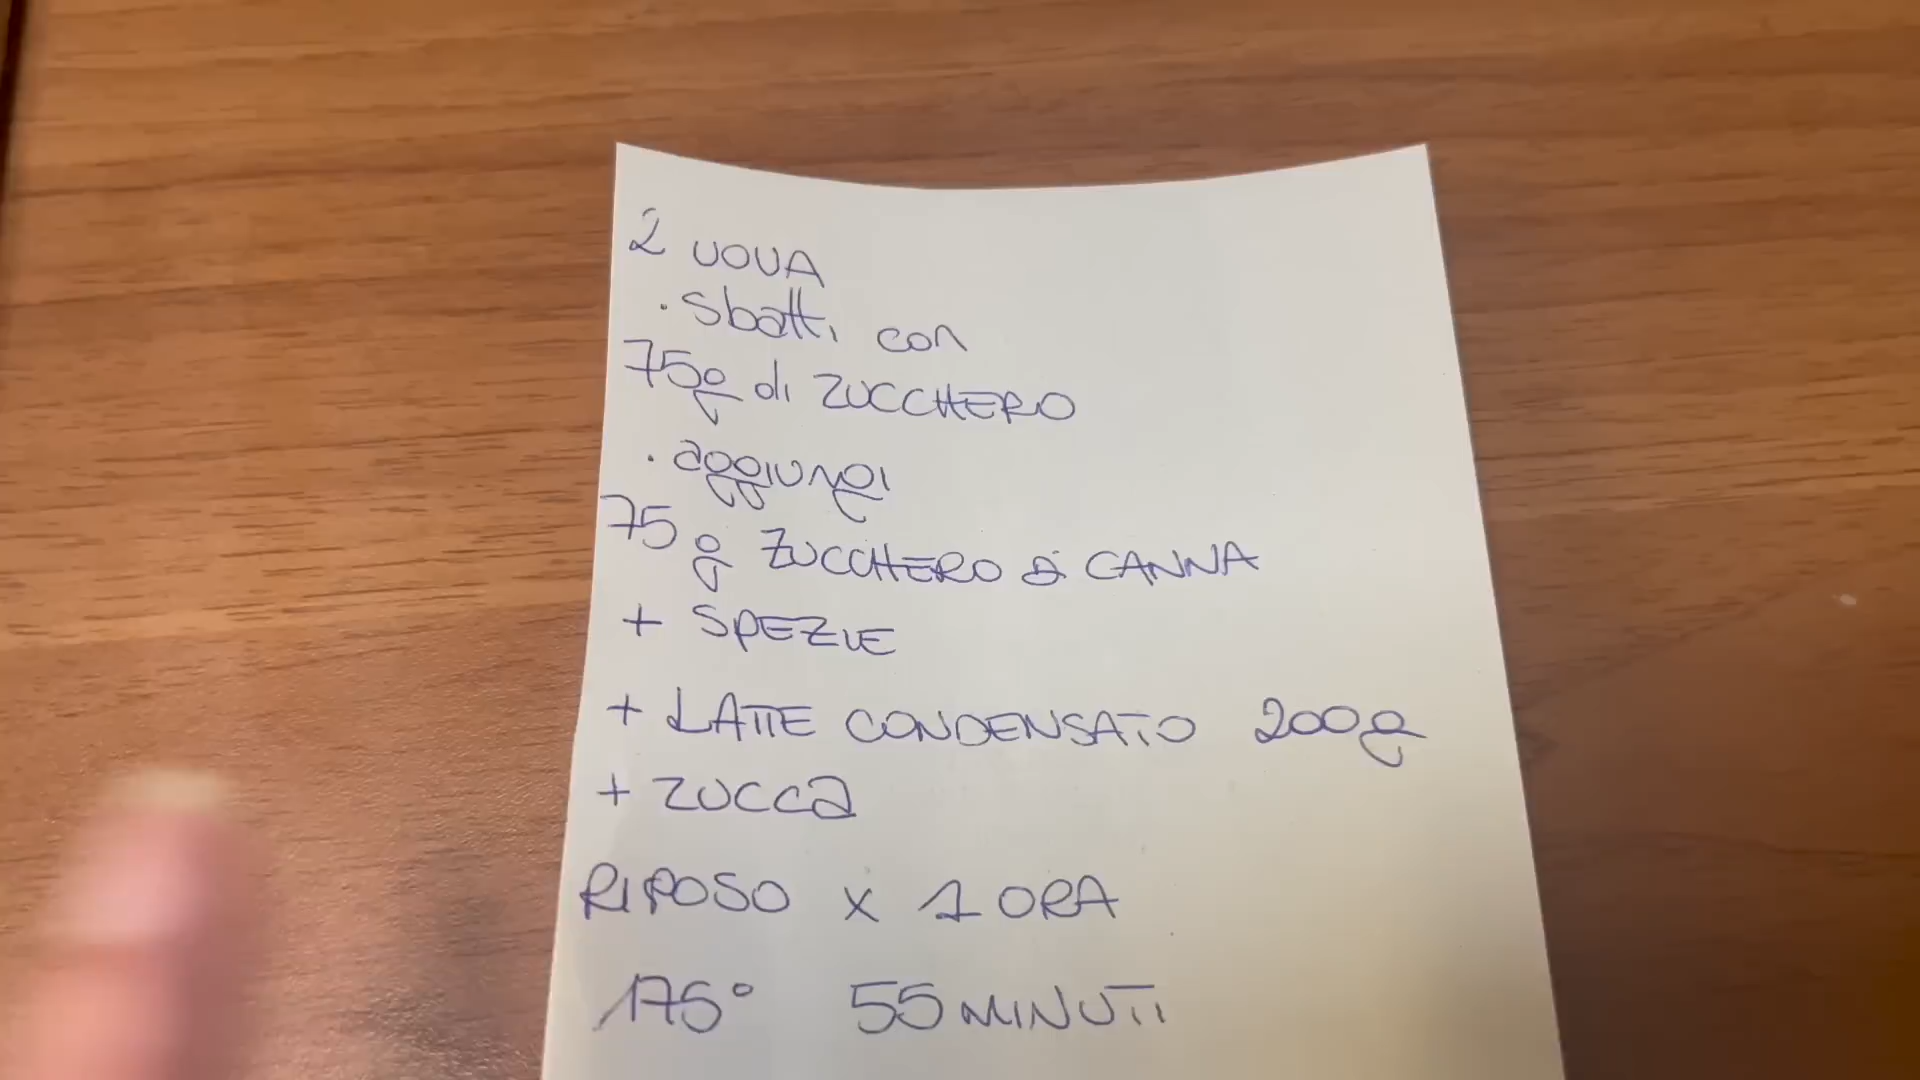 2 UOVA
· Sbatti con
75g di ZUCCHERO
· aggiungi
75 g ZUCCHERO di CANNA
+ SPEZIE
+ LATTE CONDENSATO 200g
+ ZUCCA
RIPOSO x 1 ORA
175° 55 MINUTI